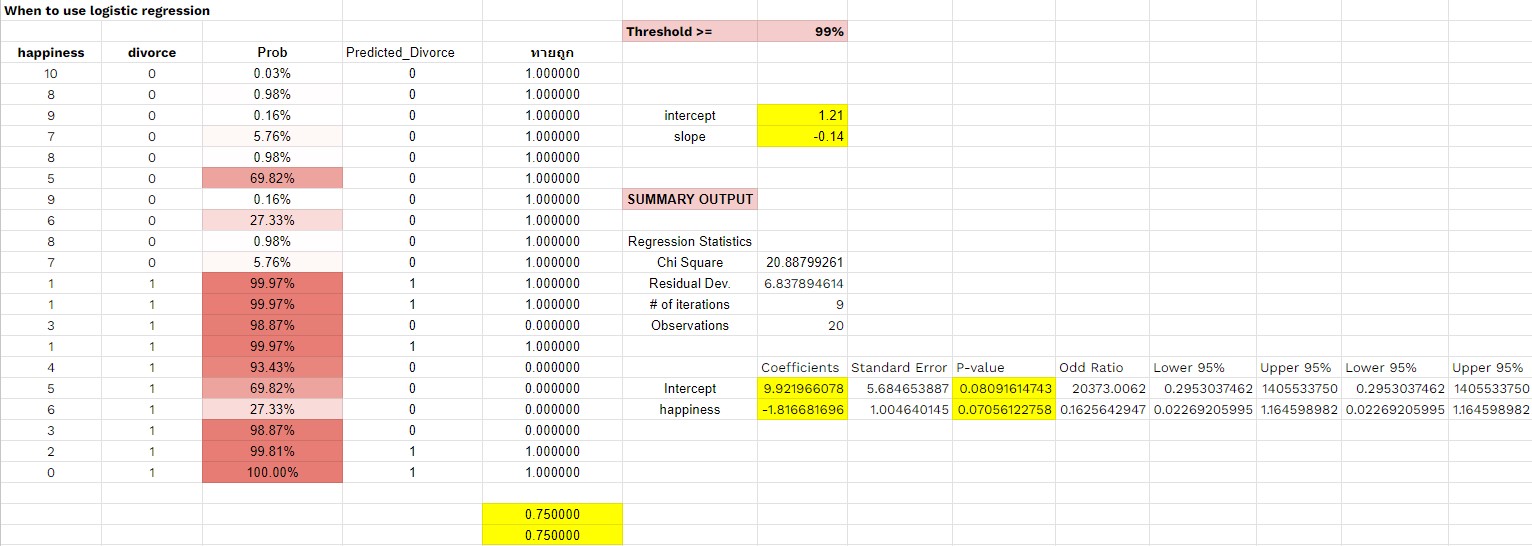 When to use logistic regression
Threshold >= 99%
happiness divorce Prob Predicted_Divorce ทายถูก
10 0 0.03% 0 1.000000
8 0 0.98% 0 1.000000
9 0 0.16% 0 1.000000 intercept 1.21
7 0 5.76% 0 1.000000 slope -0.14
8 0 0.98% 0 1.000000
5 0 69.82% 0 1.000000
9 0 0.16% 0 1.000000 SUMMARY OUTPUT
6 0 27.33% 0 1.000000
8 0 0.98% 0 1.000000 Regression Statistics
7 0 5.76% 0 1.000000 Chi Square 20.88799261
1 1 99.97% 1 1.000000 Residual Dev. 6.837894614
1 1 99.97% 1 1.000000 # of iterations 9
3 1 98.87% 0 0.000000 Observations 20
1 1 99.97% 1 1.000000
4 1 93.43% 0 0.000000 Coefficients Standard Error P-value Odd Ratio Lower 95% Upper 95% Lower 95% Upper 95%
5 1 69.82% 0 0.000000 Intercept 9.921966078 5.684653887 0.08091614743 20373.0062 0.2953037462 1405533750 0.2953037462 1405533750
6 1 27.33% 0 0.000000 happiness -1.816681696 1.004640145 0.07056122758 0.1625642947 0.02269205995 1.164598982 0.02269205995 1.164598982
3 1 98.87% 0 0.000000
2 1 99.81% 1 1.000000
0 1 100.00% 1 1.000000
0.750000
0.750000